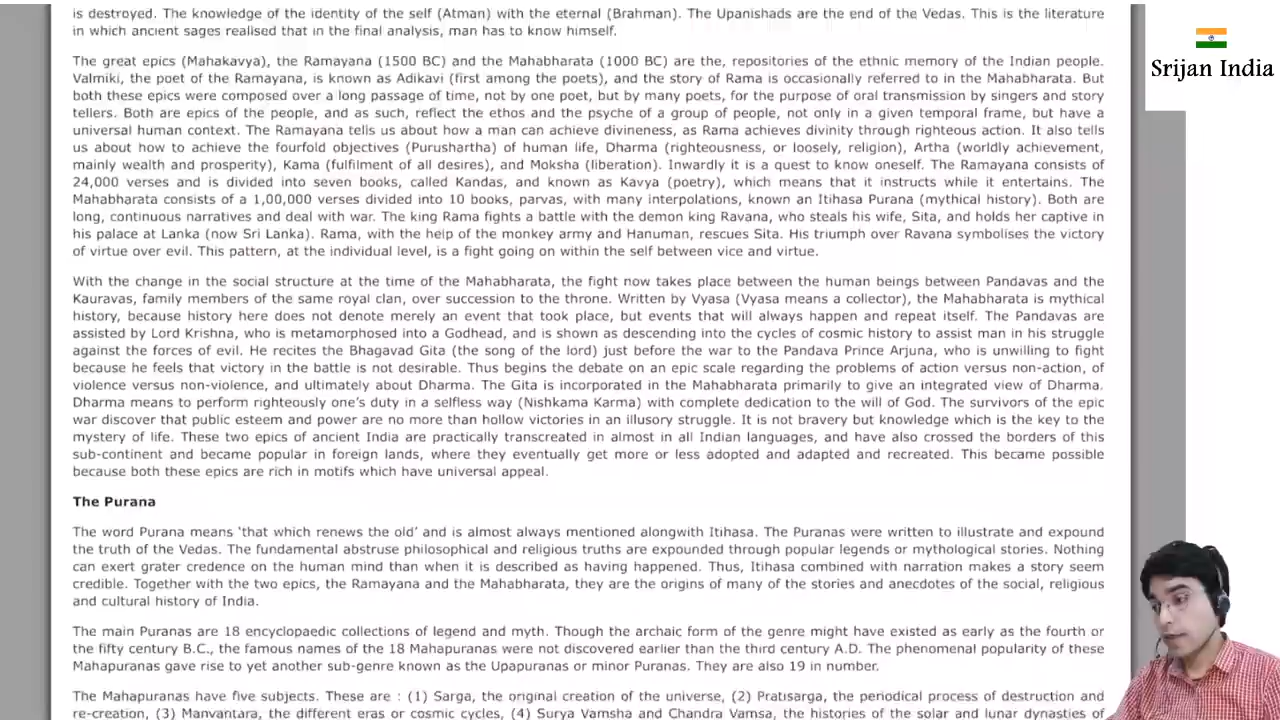 is destroyed. The knowledge of the identity of the self (Atman) with the eternal (Brahman). The Upanishads are the end of the Vedas. This is the literature
in which ancient sages realised that in the final analysis, man has to know himself.
The great epics (Mahakavya), the Ramayana (1500 BC) and the Mahabharata (1000 BC) are the, repositories of the ethnic memory of the Indian people.
Valmiki, the poet of the Ramayana, is known as Adikavi (first among the poets), and the story of Rama is occasionally referred to in the Mahabharata. But
both these epics were composed over a long passage of time, not by one poet, but by many poets, for the purpose of oral transmission by singers and story
tellers. Both are epics of the people, and as such, reflect the ethos and the psyche of a group of people, not only in a given temporal frame, but have a
universal human context. The Ramayana tells us about how a man can achieve divineness, as Rama achieves divinity through righteous action. It also tells
us about how to achieve the fourfold objectives (Purushartha) of human life, Dharma (righteousness, or loosely, religion), Artha (worldly achievement,
mainly wealth and prosperity), Kama (fulfilment of all desires), and Moksha (liberation). Inwardly it is a quest to know oneself. The Ramayana consists of
24,000 verses and is divided into seven books, called Kandas, and known as Kavya (poetry), which means that it instructs while it entertains. The
Mahabharata consists of a 1,00,000 verses divided into 10 books, parvas, with many interpolations, known an Itihasa Purana (mythical history). Both are
long, continuous narratives and deal with war. The king Rama fights a battle with the demon king Ravana, who steals his wife, Sita, and holds her captive in
his palace at Lanka (now Sri Lanka). Rama, with the help of the monkey army and Hanuman, rescues Sita. His triumph over Ravana symbolises the victory
of virtue over evil. This pattern, at the individual level, is a fight going on within the self between vice and virtue.
With the change in the social structure at the time of the Mahabharata, the fight now takes place between the human beings between Pandavas and the
Kauravas, family members of the same royal clan, over succession to the throne. Written by Vyasa (Vyasa means a collector), the Mahabharata is mythical
history, because history here does not denote merely an event that took place, but events that will always happen and repeat itself. The Pandavas are
assisted by Lord Krishna, who is metamorphosed into a Godhead, and is shown as descending into the cycles of cosmic history to assist man in his struggle
against the forces of evil. He recites the Bhagavad Gita (the song of the lord) just before the war to the Pandava Prince Arjuna, who is unwilling to fight
because he feels that victory in the battle is not desirable. Thus begins the debate on an epic scale regarding the problems of action versus non-action, of
violence versus non-violence, and ultimately about Dharma. The Gita is incorporated in the Mahabharata primarily to give an integrated view of Dharma.
Dharma means to perform righteously one's duty in a selfless way (Nishkama Karma) with complete dedication to the will of God. The survivors of the epic
war discover that public esteem and power are no more than hollow victories in an illusory struggle. It is not bravery but knowledge which is the key to the
mystery of life. These two epics of ancient India are practically transcreated in almost in all Indian languages, and have also crossed the borders of this
sub-continent and became popular in foreign lands, where they eventually get more or less adopted and adapted and recreated. This became possible
because both these epics are rich in motifs which have universal appeal.
The Purana
The word Purana means 'that which renews the old' and is almost always mentioned alongwith Itihasa. The Puranas were written to illustrate and expound
the truth of the Vedas. The fundamental abstruse philosophical and religious truths are expounded through popular legends or mythological stories. Nothing
can exert grater credence on the human mind than when it is described as having happened. Thus, Itihasa combined with narration makes a story seem
credible. Together with the two epics, the Ramayana and the Mahabharata, they are the origins of many of the stories and anecdotes of the social, religious
and cultural history of India.
The main Puranas are 18 encyclopaedic collections of legend and myth. Though the archaic form of the genre might have existed as early as the fourth or
the fifty century B.C., the famous names of the 18 Mahapuranas were not discovered earlier than the third century A.D. The phenomenal popularity of these
Mahapuranas gave rise to yet another sub-genre known as the Upapuranas or minor Puranas. They are also 19 in number.
The Mahapuranas have five subjects. These are : (1) Sarga, the original creation of the universe, (2) Pratisarga, the periodical process of destruction and
re-creation, (3) Manvantara, the different eras or cosmic cycles, (4) Surya Vamsha and Chandra Vamsa, the histories of the solar and lunar dynasties of
Srijan India